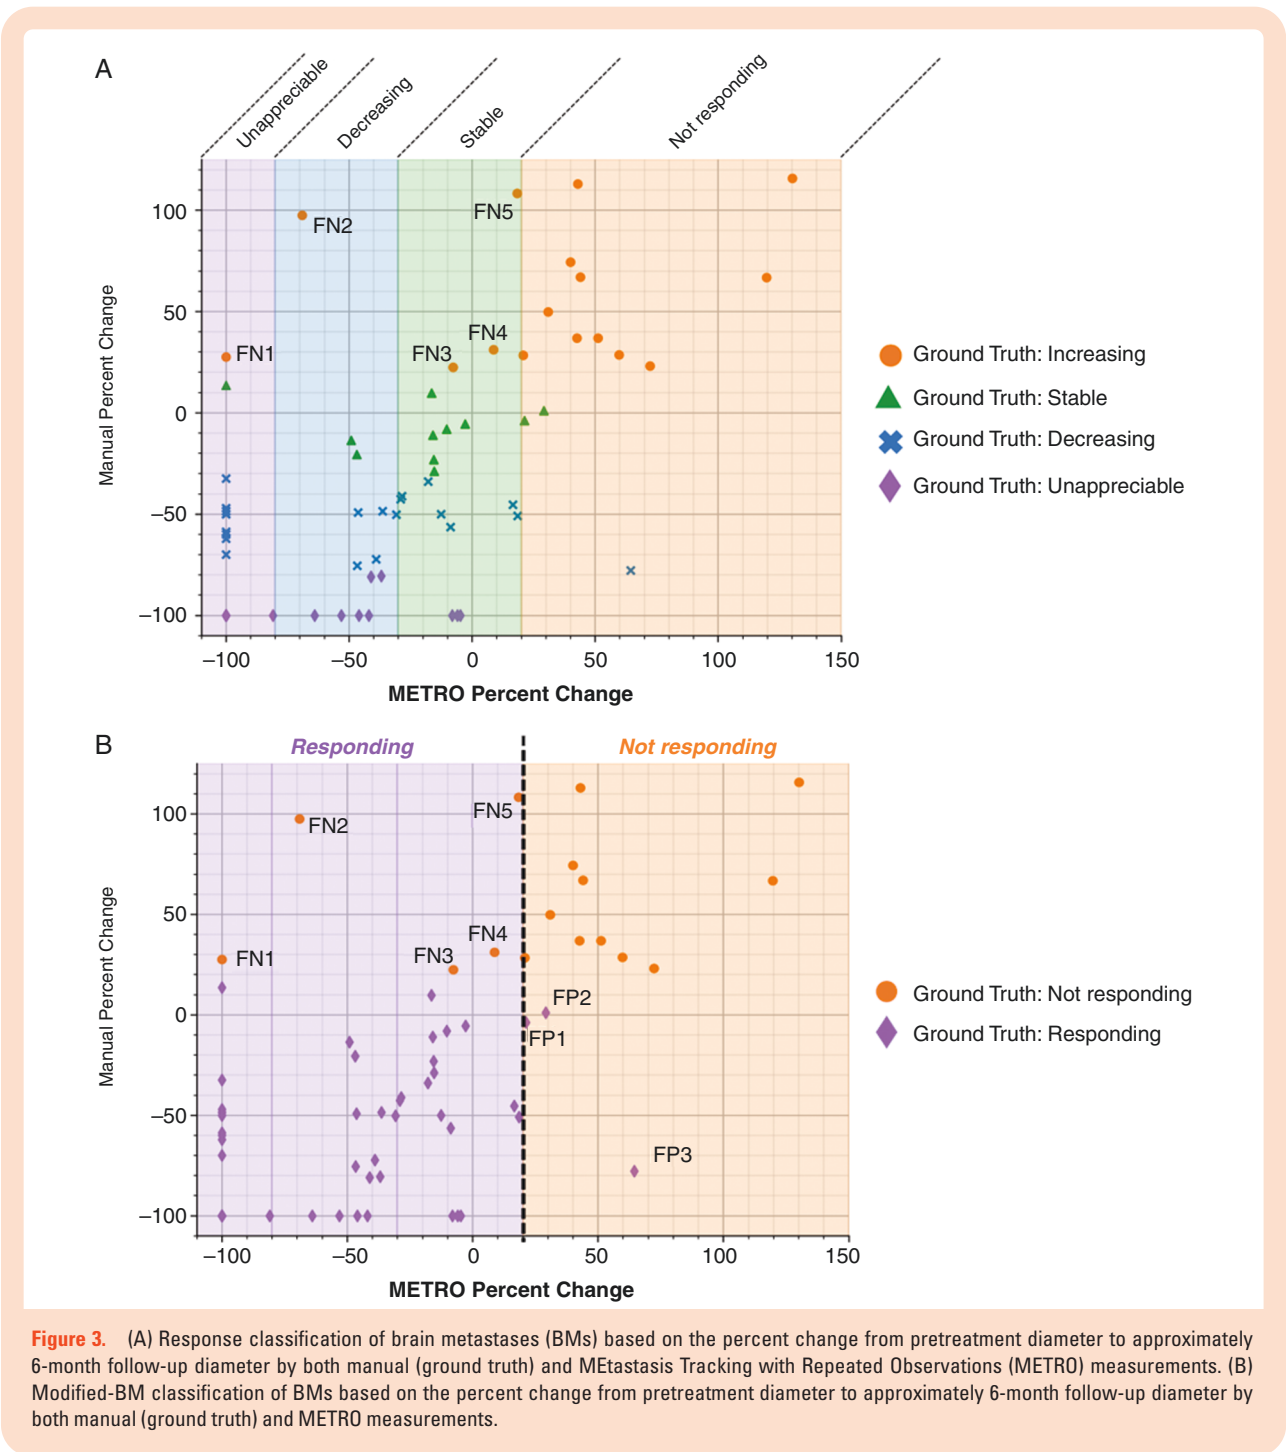 A
Unappreciable
Decreasing
Stable
Not responding
Manual Percent Change
100
50
0
−50
−100
FN1
FN2
FN3
FN4
FN5
−100
−50
0
50
100
150
METRO Percent Change
Ground Truth: Increasing
Ground Truth: Stable
Ground Truth: Decreasing
Ground Truth: Unappreciable
B
Responding
Not responding
Manual Percent Change
100
50
0
−50
−100
FN1
FN2
FN3
FN4
FN5
FP2
FP1
FP3
−100
−50
0
50
100
150
METRO Percent Change
Ground Truth: Not responding
Ground Truth: Responding
Figure 3. (A) Response classification of brain metastases (BMs) based on the percent change from pretreatment diameter to approximately
6-month follow-up diameter by both manual (ground truth) and MEtastasis Tracking with Repeated Observations (METRO) measurements. (B)
Modified-BM classification of BMs based on the percent change from pretreatment diameter to approximately 6-month follow-up diameter by
both manual (ground truth) and METRO measurements.